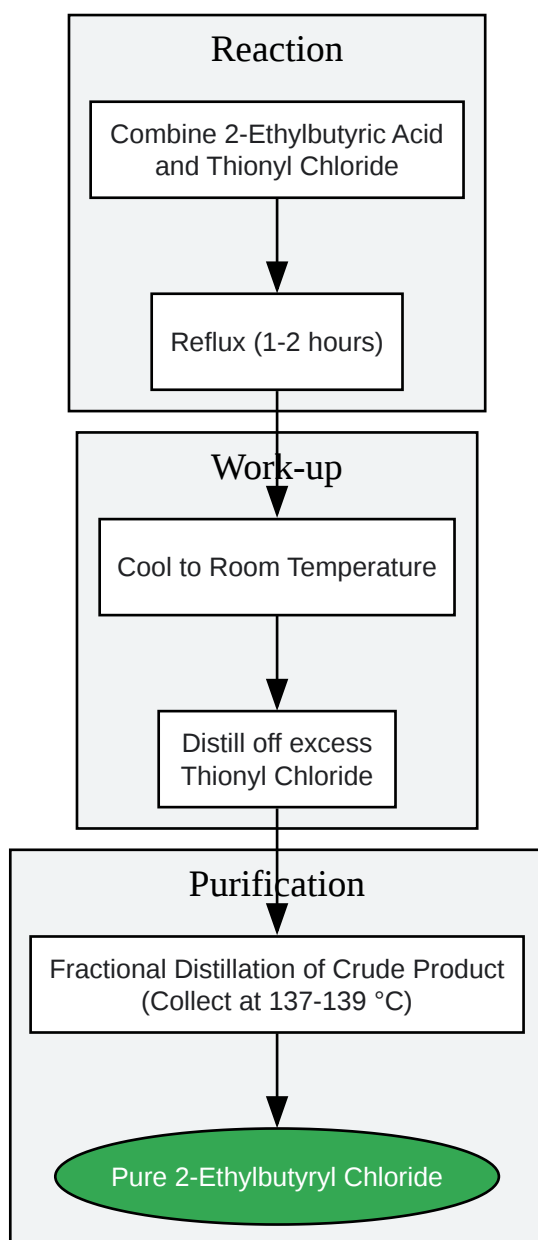 Reaction
Combine 2-Ethylbutyric Acid
and Thionyl Chloride
Reflux (1-2 hours)
Work-up
Cool to Room Temperature
Distill off excess
Thionyl Chloride
Purification
Fractional Distillation of Crude Product
(Collect at 137-139 °C)
Pure 2-Ethylbutyryl Chloride